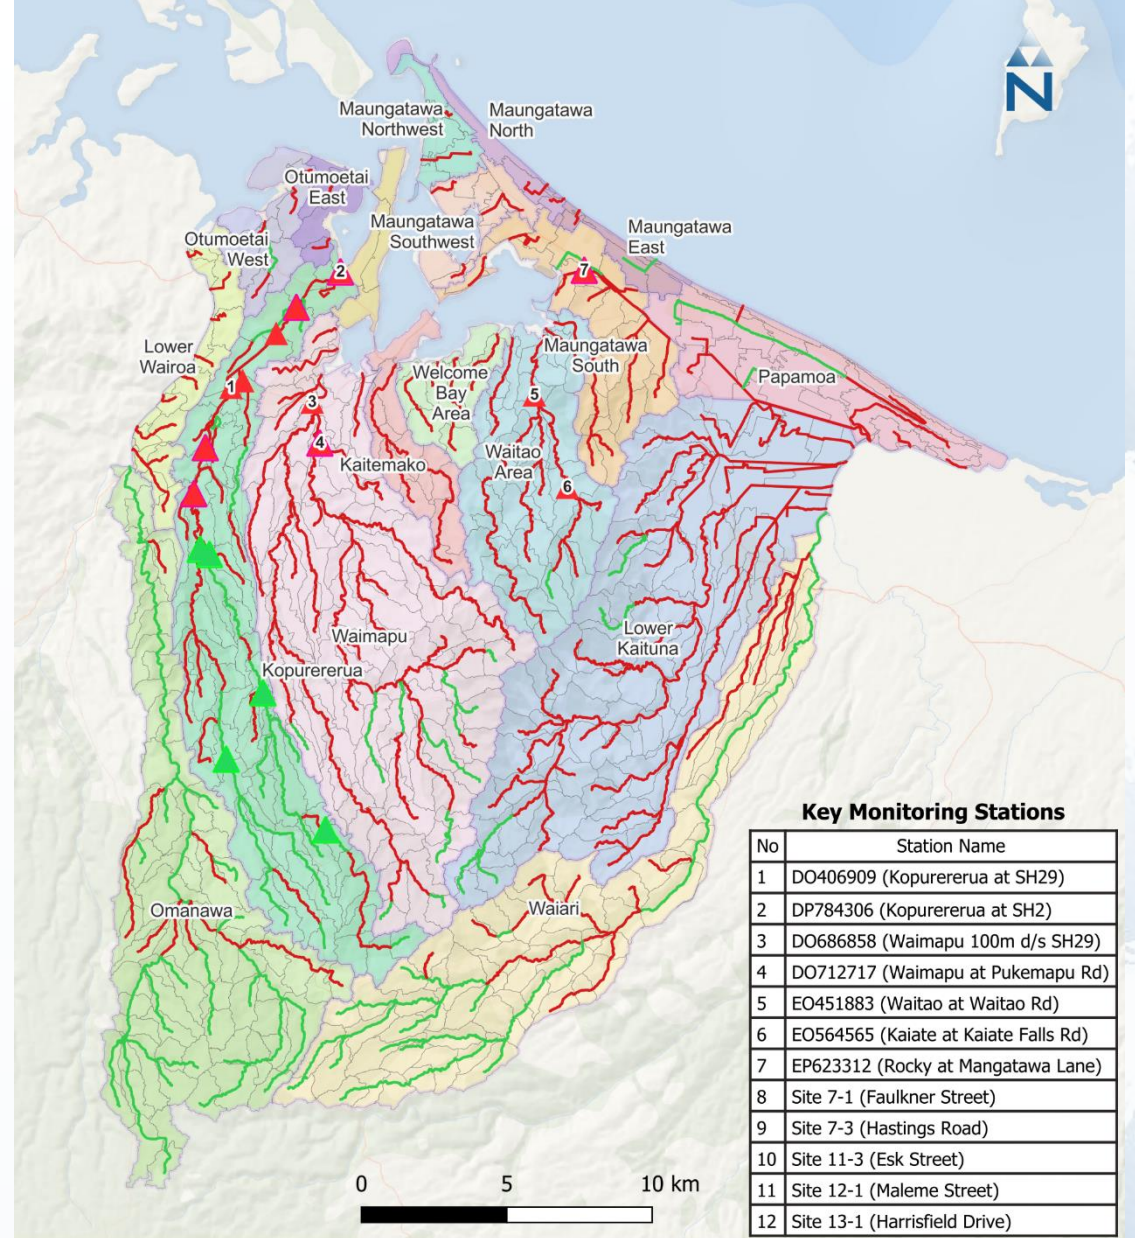 N
Maungatawa
Northwest
Maungatawa
North
Otumoetai
East
Maungatawa
Southwest
Maungatawa
East
Otumoetai
West
2
7
Lower
Wairoa
Maungatawa
South
Welcome
Bay
Area
Papamoa
1
3
5
4
Kaitemako
Waitao
Area
6
Waimapu
Lower
Kaituna
Kopurererua
Omanawa
Waiāri
0 5 10 km
Key Monitoring Stations
No Station Name
1 DO406909 (Kopurererua at SH29)
2 DP784306 (Kopurererua at SH2)
3 DO686858 (Waimapu 100m d/s SH29)
4 DO712717 (Waimapu at Pukemapu Rd)
5 EO451883 (Waitao at Waitao Rd)
6 EO564565 (Kaiate at Kaiate Falls Rd)
7 EP623312 (Rocky at Mangatawa Lane)
8 Site 7-1 (Faulkner Street)
9 Site 7-3 (Hastings Road)
10 Site 11-3 (Esk Street)
11 Site 12-1 (Maleme Street)
12 Site 13-1 (Harrisfield Drive)